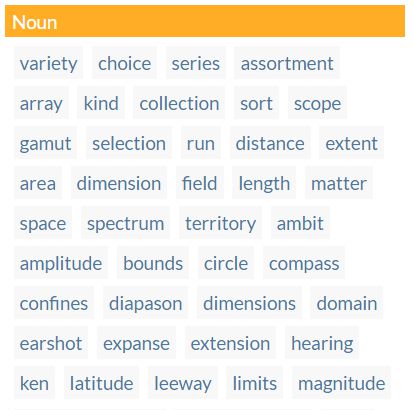 Noun
variety choice series assortment
array kind collection sort scope
gamut selection run distance extent
area dimension field length matter
space spectrum territory ambit
amplitude bounds circle compass
confines diapason dimensions domain
earshot expanse extension hearing
ken latitude leeway limits magnitude